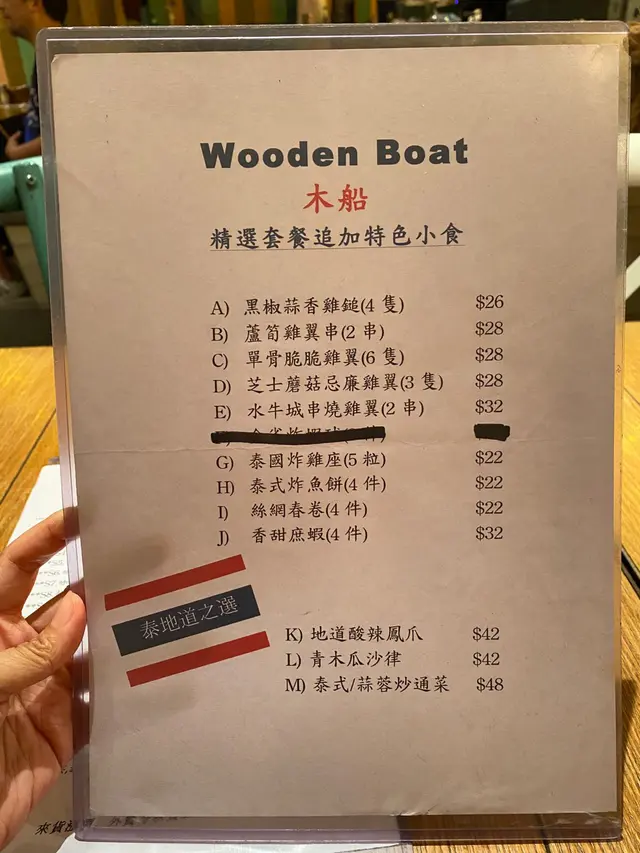 Wooden Boat
木船
精選套餐追加特色小食
A) 黑椒蒜香雞鎚(4 隻) $26
B) 蘆筍雞翼串(2 串) $28
C) 單骨脆脆雞翼(6 隻) $28
D) 芝士蘑菇忌廉雞翼(3 隻) $28
E) 水牛城串燒雞翼(2 串) $32
G) 泰國炸雞座(5 粒) $22
H) 泰式炸魚餅(4 件) $22
I) 絲網春卷(4 件) $22
J) 香甜庶蝦(4 件) $32
泰地道之選
K) 地道酸辣鳳爪 $42
L) 青木瓜沙律 $42
M) 泰式/蒜蓉炒通菜 $48